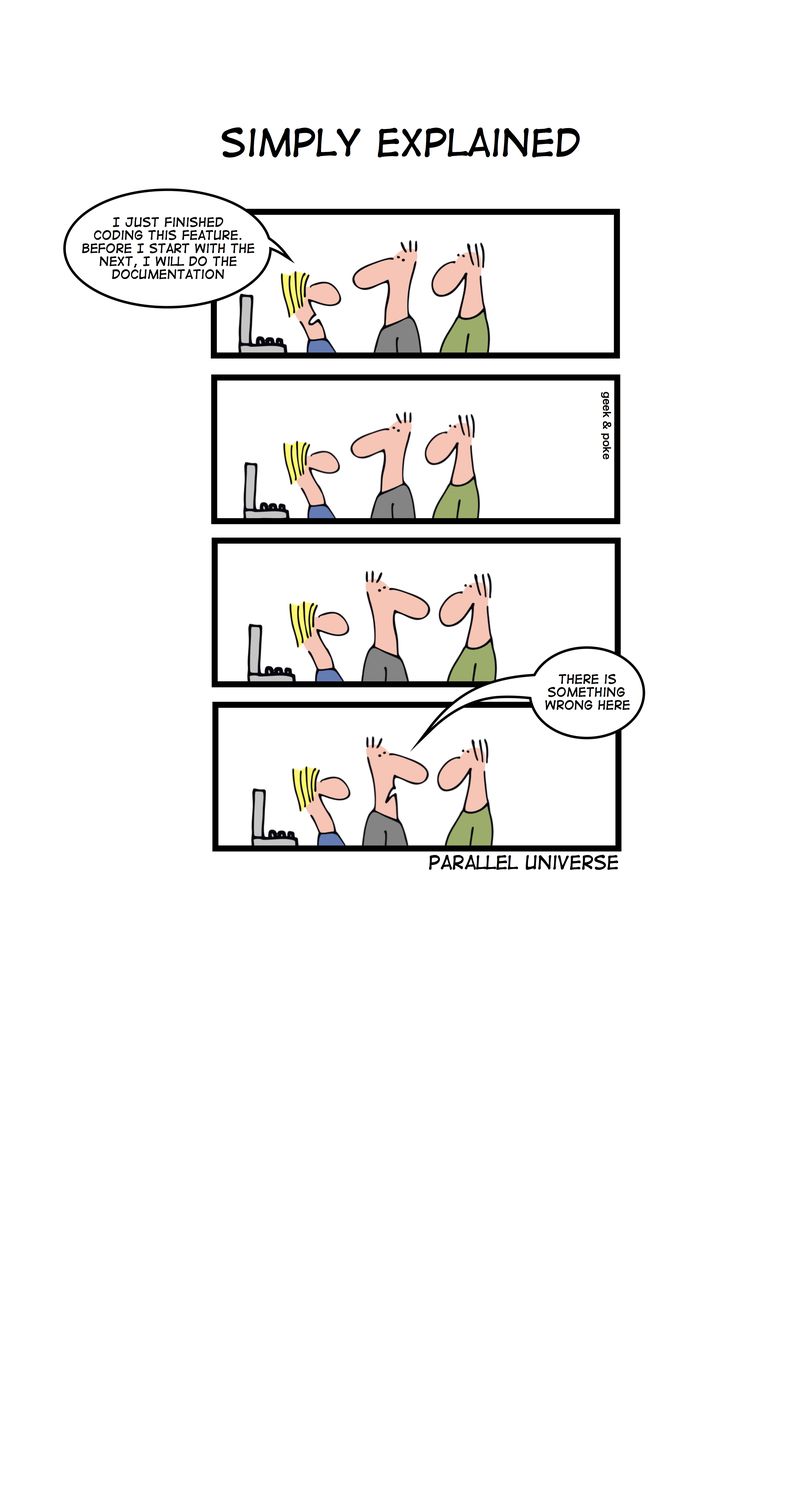 SIMPLY EXPLAINED
I JUST FINISHED
CODING THIS FEATURE.
BEFORE I START WITH THE
NEXT, I WILL DO THE
DOCUMENTATION
geek & poke
THERE IS
SOMETHING
WRONG HERE
PARALLEL UNIVERSE